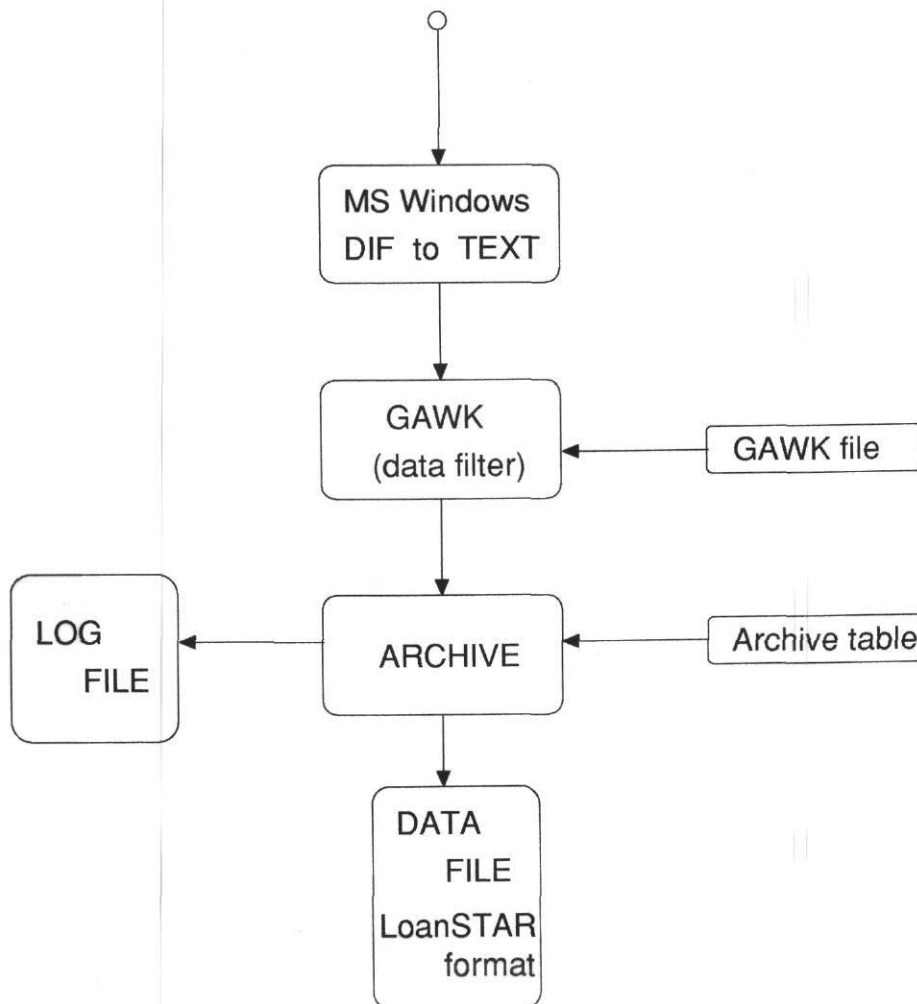 MS Windows
DIF to TEXT
GAWK
(data filter)
GAWK file
LOG
FILE
ARCHIVE
Archive table
DATA
FILE
LoanSTAR
format